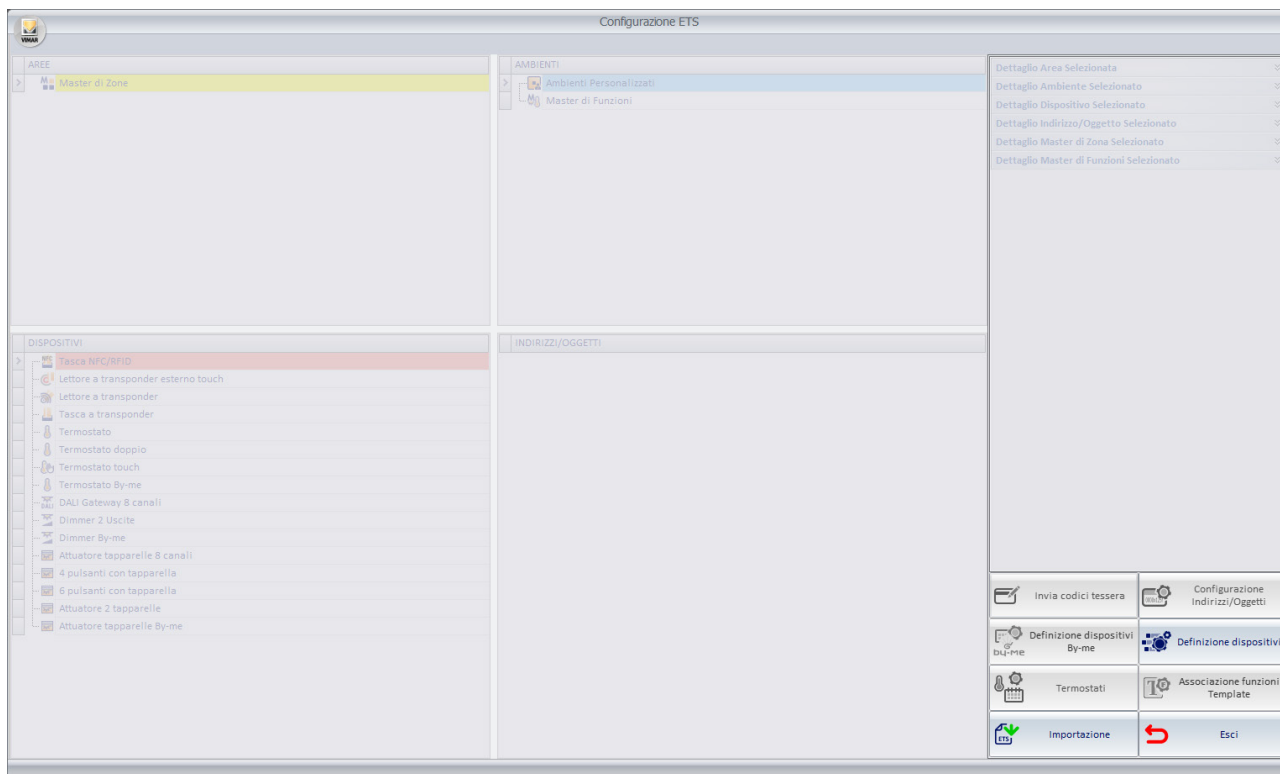 Configurazione ETS
VIMAR
AREE
Master di Zone
AMBIENTI
Ambienti Personalizzati
Master di Funzioni
Dettaglio Area Selezionata
Dettaglio Ambiente Selezionato
Dettaglio Dispositivo Selezionato
Dettaglio Indirizzo/Oggetto Selezionato
Dettaglio Master di Zona Selezionato
Dettaglio Master di Funzioni Selezionato
DISPOSITIVI
Tasca NFC/RFID
Lettore a transponder esterno touch
Lettore a transponder
Tasca a transponder
Termostato
Termostato doppio
Termostato touch
Termostato By-me
DALI Gateway 8 canali
Dimmer 2 Uscite
Dimmer By-me
Attuatore tapparelle 8 canali
4 pulsanti con tapparella
6 pulsanti con tapparella
Attuatore 2 tapparelle
Attuatore tapparelle By-me
INDIRIZZI/OGGETTI
Invia codici tessera
Configurazione
Indirizzi/Oggetti
by-me
Definizione dispositivi
By-me
Definizione dispositivi
Termostati
Associazione funzioni
Template
ETS
Importazione
Esci